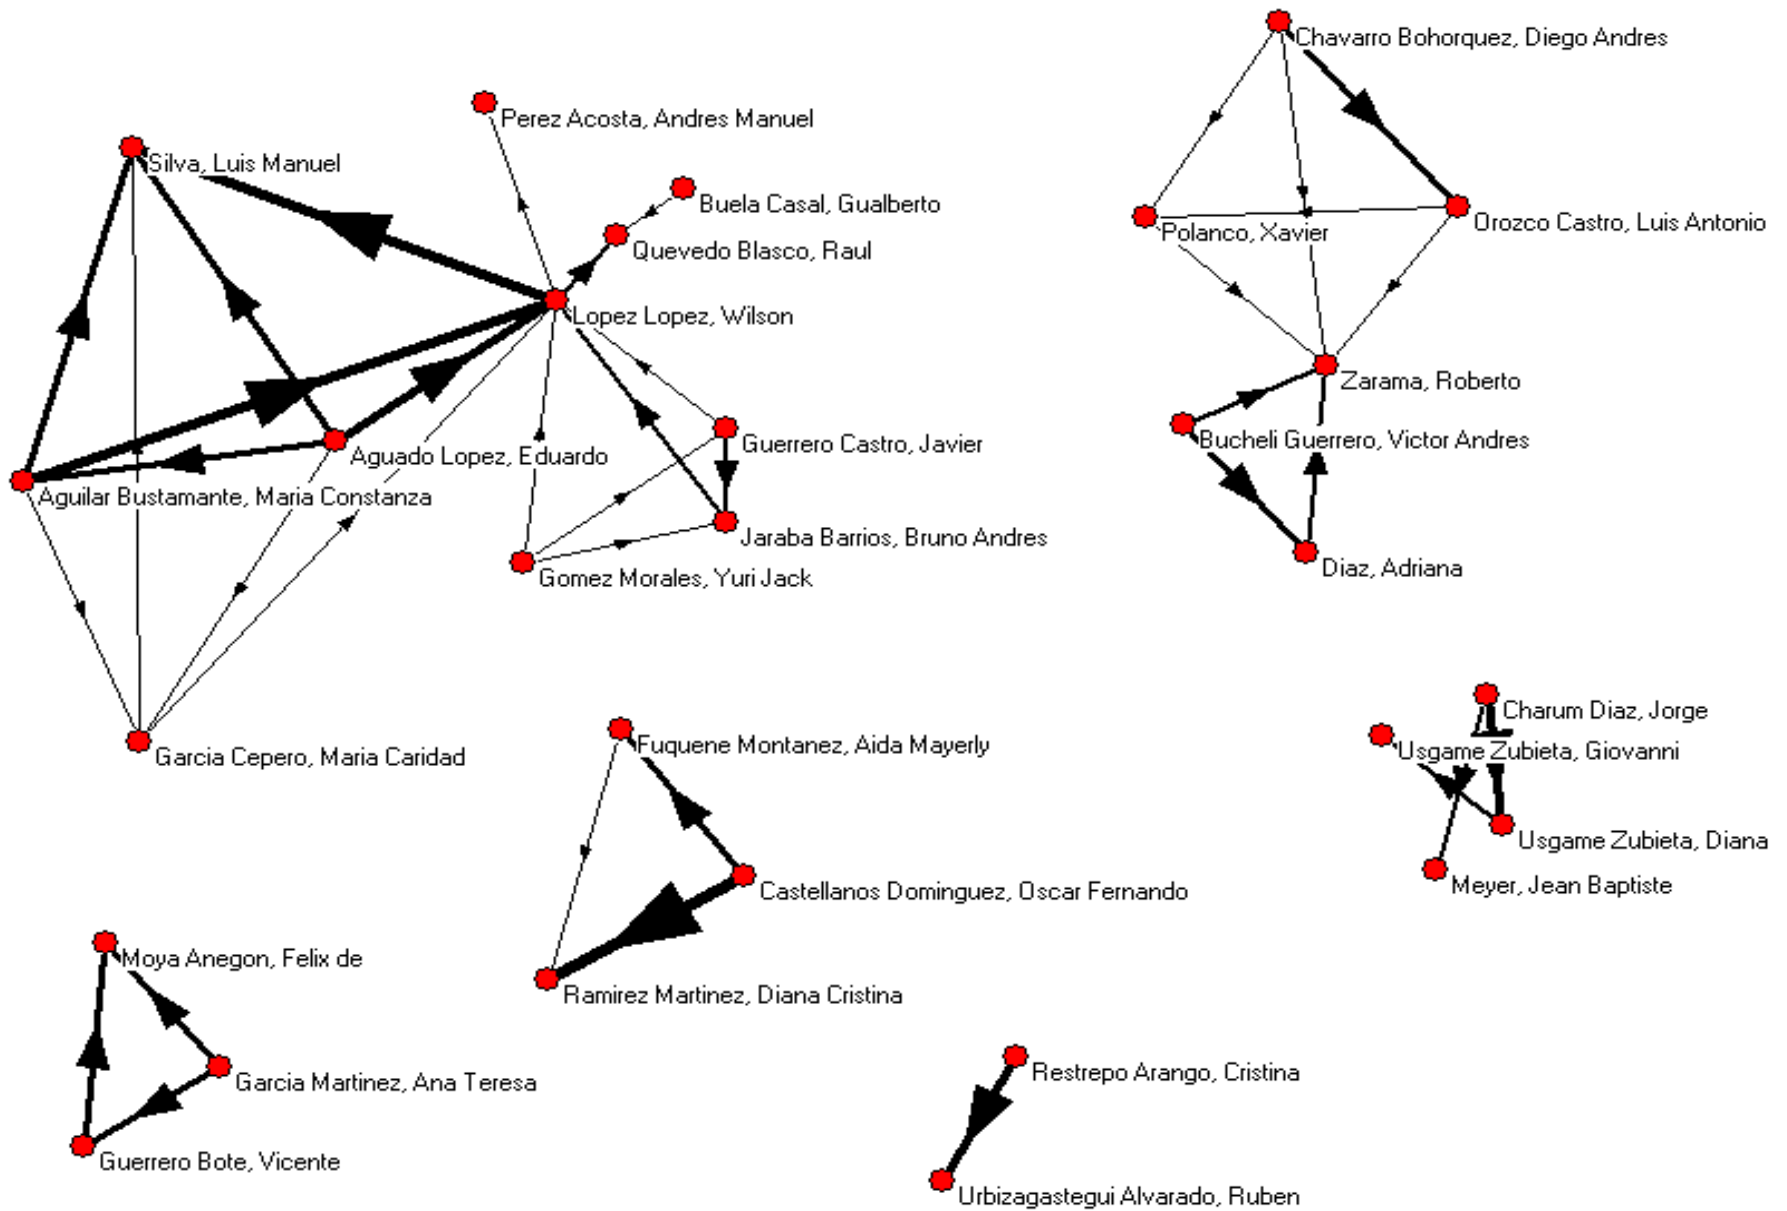 Chavarro Bohorquez, Diego Andres
Perez Acosta, Andres Manuel
Silva, Luis Manuel
Buela Casal, Gualberto
Polanco, Xavier
Orozco Castro, Luis Antonio
Quevedo Blasco, Raul
Lopez Lopez, Wilson
Zarama, Roberto
Guerrero Castro, Javier
Bucheli Guerrero, Victor Andres
Aguado Lopez, Eduardo
Aguilar Bustamante, Maria Constanza
Jaraba Barrios, Bruno Andres
Diaz, Adriana
Gomez Morales, Yuri Jack
Charum Diaz, Jorge
Fuquene Montanez, Aida Mayerly
Usgame Zubieta, Giovanni
Garcia Cepero, Maria Caridad
Usgame Zubieta, Diana
Meyer, Jean Baptiste
Castellanos Dominguez, Oscar Fernando
Moya Anegon, Felix de
Ramirez Martinez, Diana Cristina
Restrepo Arango, Cristina
Garcia Martinez, Ana Teresa
Guerrero Bote, Vicente
Urbizagastegui Alvarado, Ruben